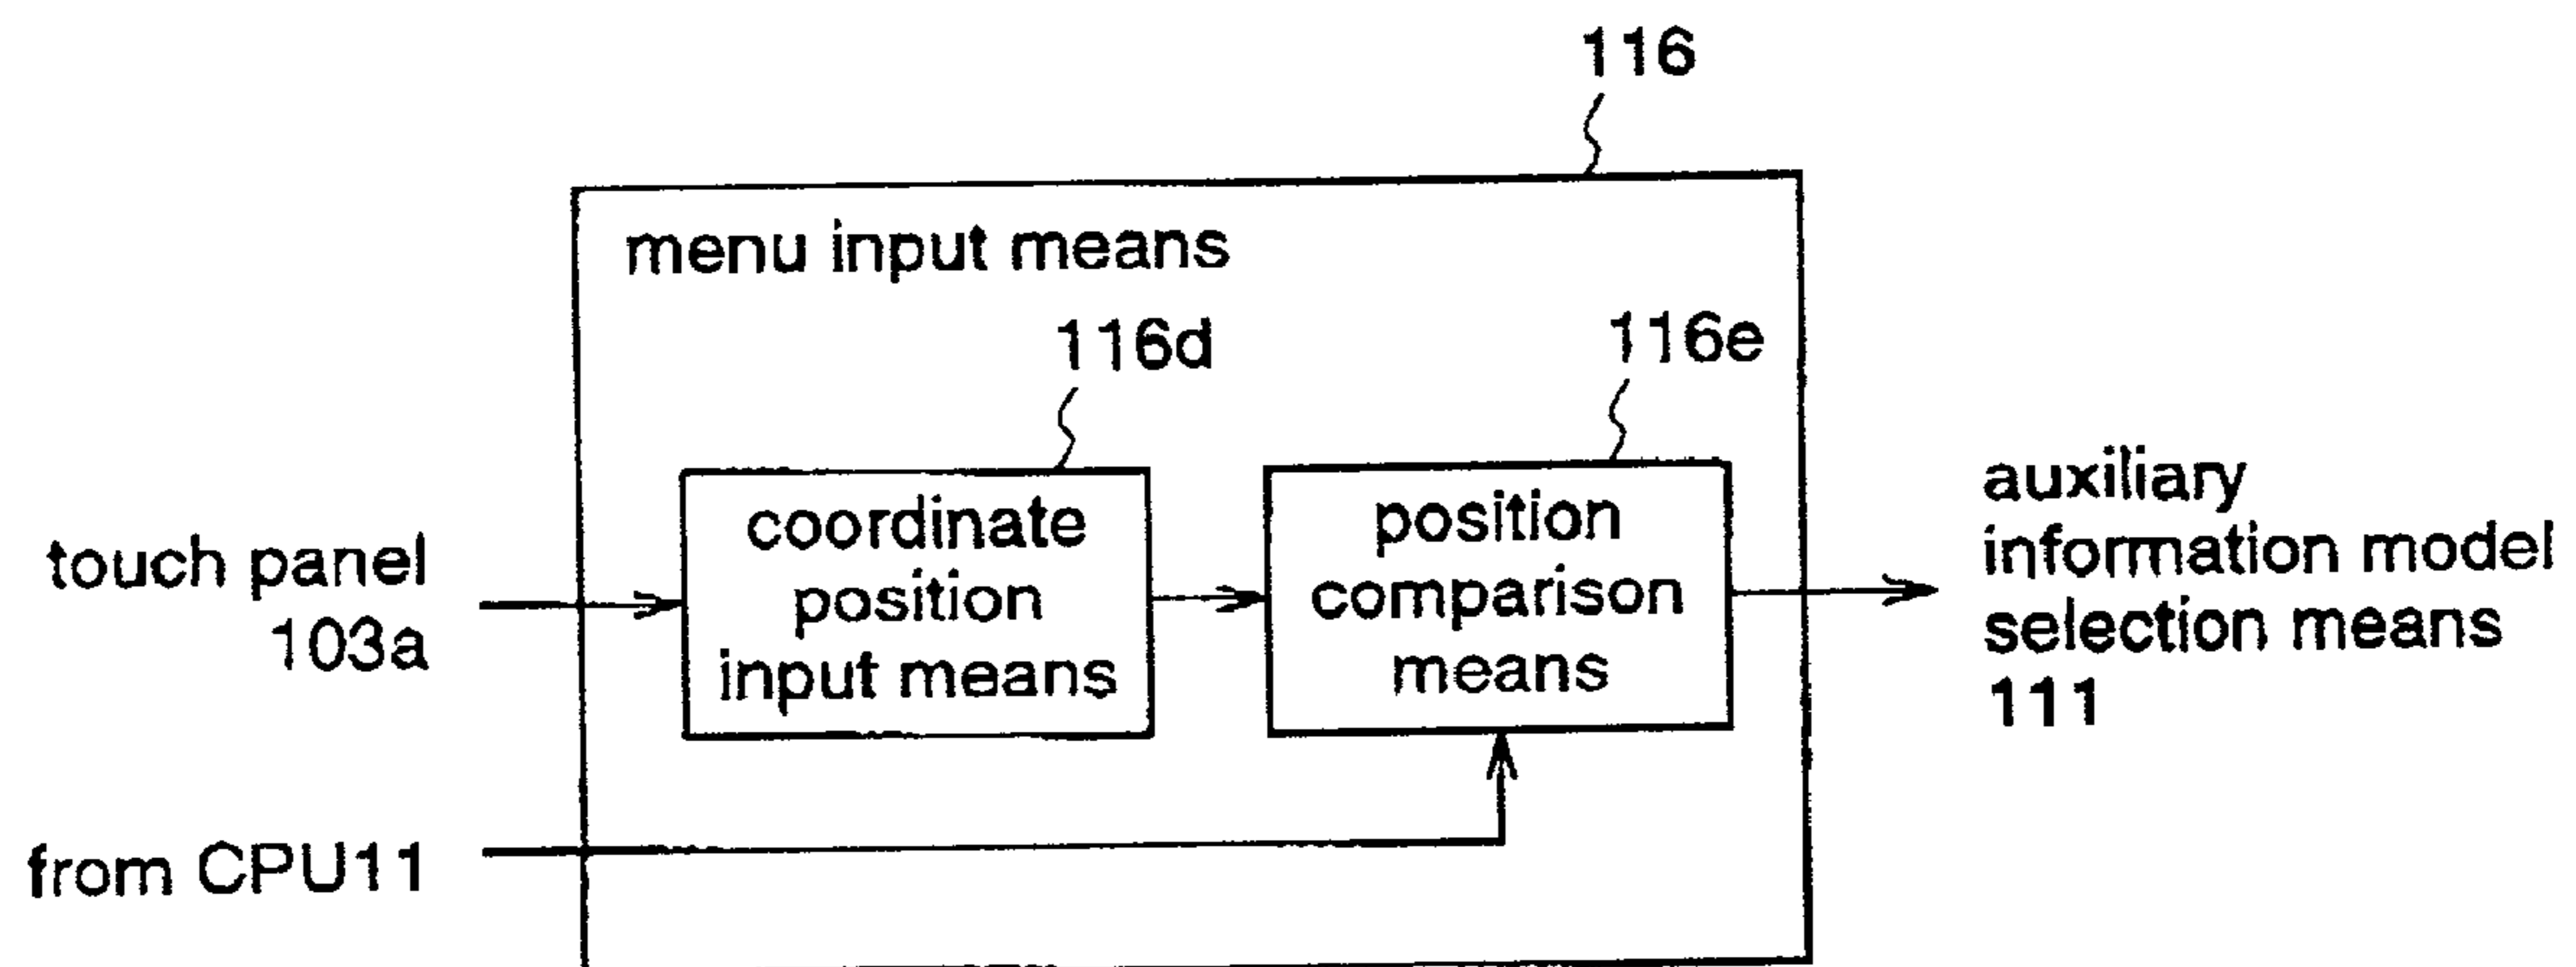 116
menu input means
116d
116e
coordinate
position
input means
position
comparison
means
touch panel
103a
from CPU11
auxiliary
information model
selection means
111